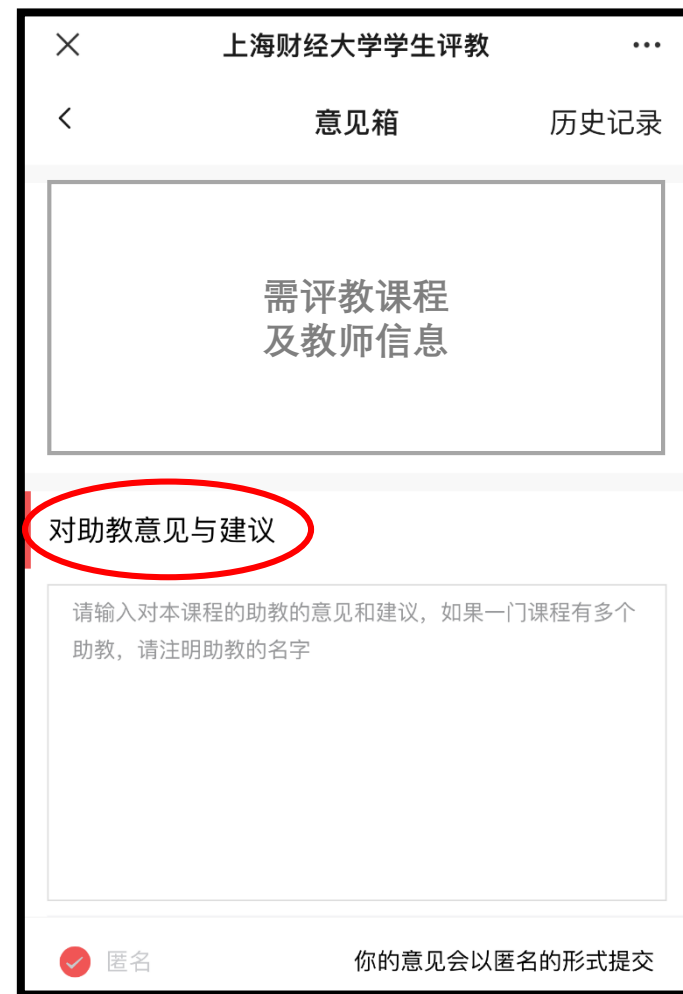 上海财经大学学生评教
意见箱
历史记录
需评教课程
及教师信息
对助教意见与建议
请输入对本课程的助教的意见和建议，如果一门课程有多个
助教，请注明助教的名字
匿名
你的意见会以匿名的形式提交